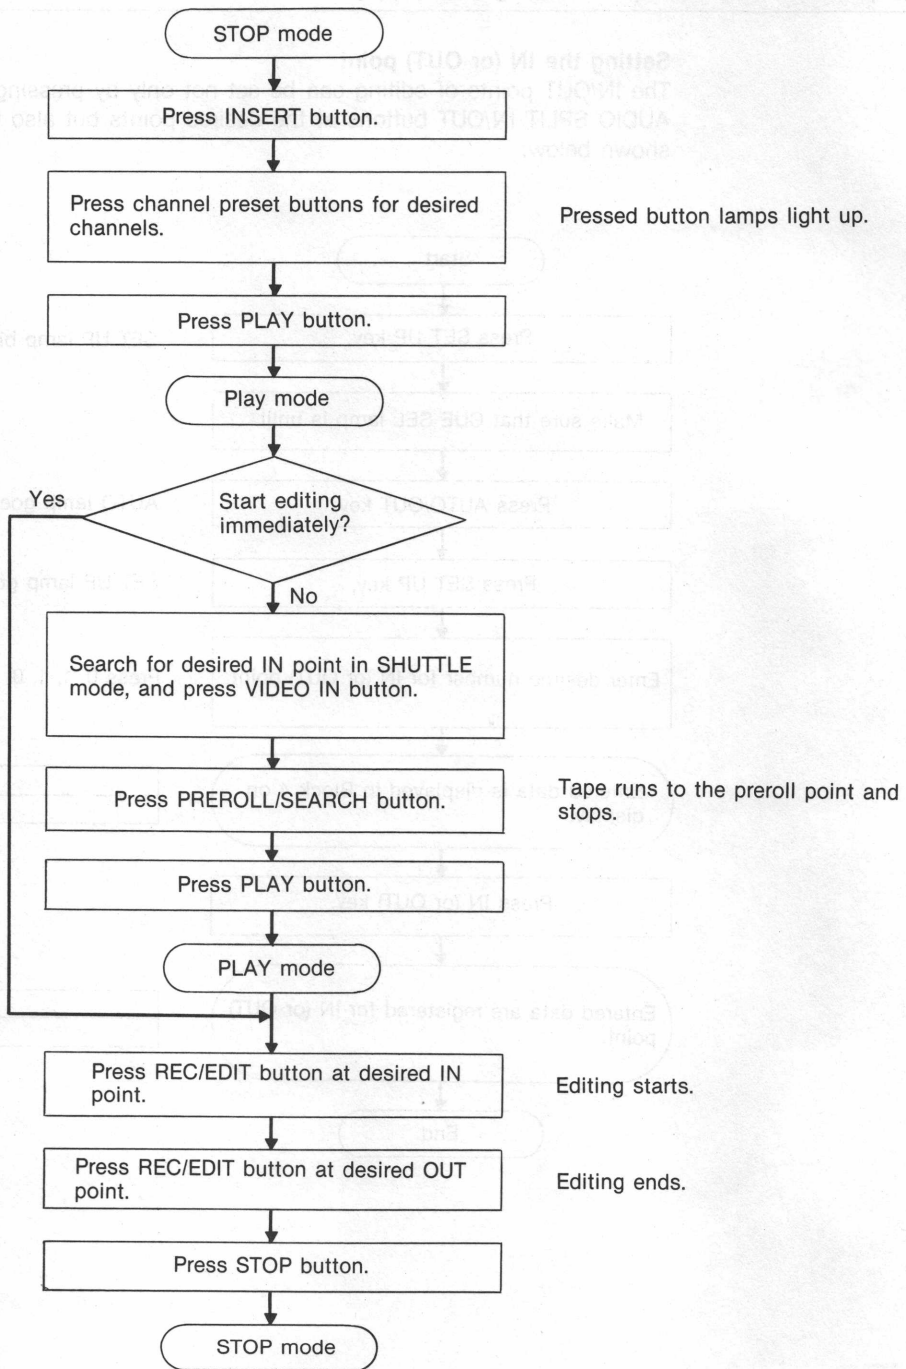 STOP mode
Press INSERT button.
Press channel preset buttons for desired
channels.
Pressed button lamps light up.
Press PLAY button.
Play mode
Yes
Start editing
immediately?
No
Search for desired IN point in SHUTTLE
mode, and press VIDEO IN button.
Press PREROLL/SEARCH button.
Tape runs to the preroll point and
stops.
Press PLAY button.
PLAY mode
Press REC/EDIT button at desired IN
point.
Editing starts.
Press REC/EDIT button at desired OUT
point.
Editing ends.
Press STOP button.
STOP mode